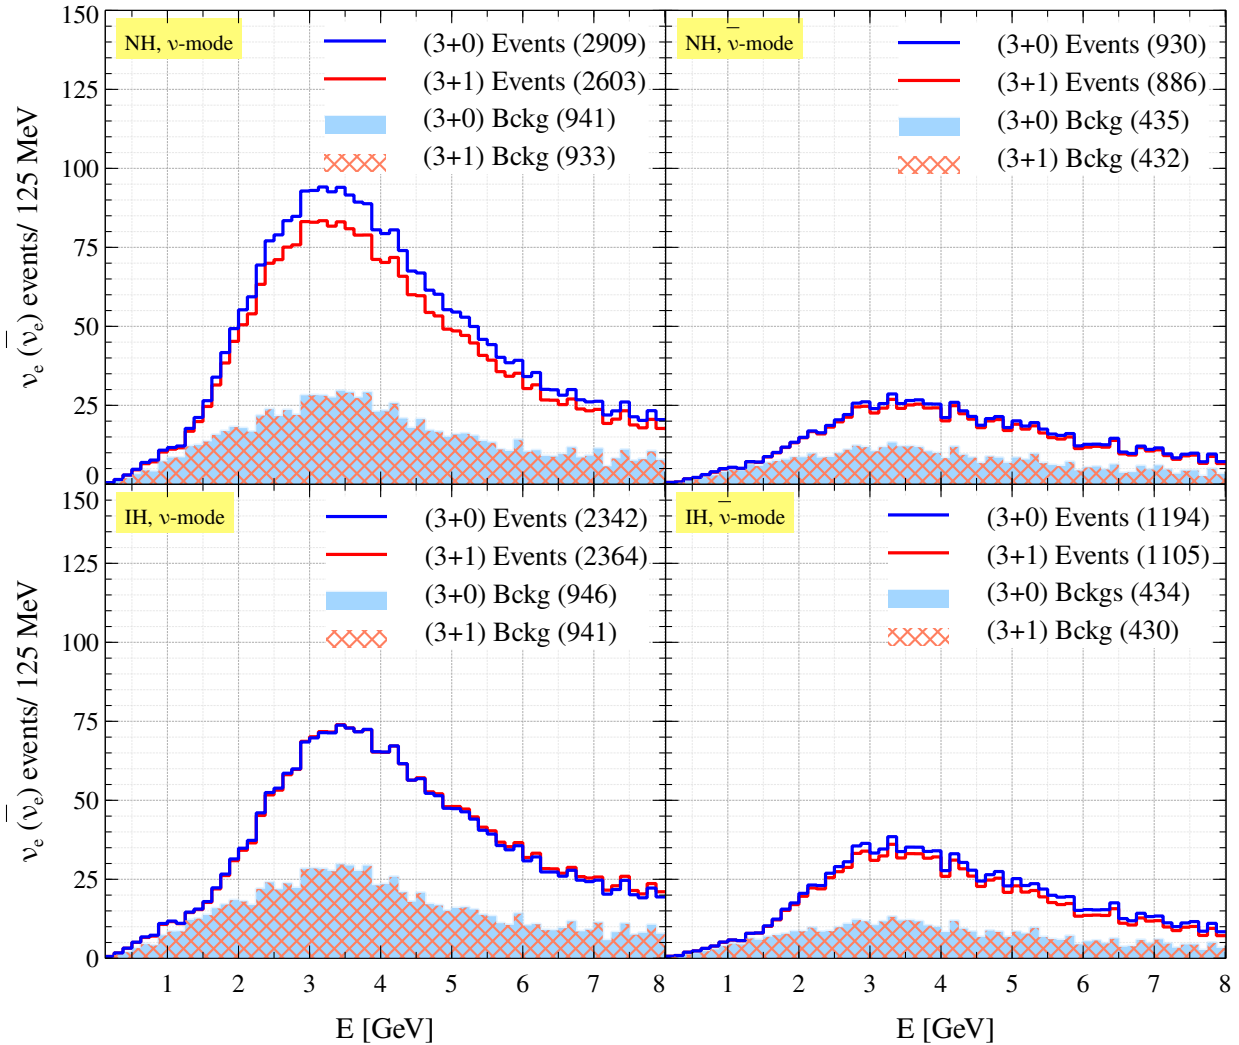 NH, ν-mode
(3+0) Events (2909)
(3+1) Events (2603)
(3+0) Bckg (941)
(3+1) Bckg (933)
150
125
100
75
50
25
0
ν_e (ν̄_e) events/ 125 MeV
NH, ν̄-mode
(3+0) Events (930)
(3+1) Events (886)
(3+0) Bckg (435)
(3+1) Bckg (432)
IH, ν-mode
(3+0) Events (2342)
(3+1) Events (2364)
(3+0) Bckg (946)
(3+1) Bckg (941)
150
125
100
75
50
25
0
ν_e (ν̄_e) events/ 125 MeV
1 2 3 4 5 6 7 8
E [GeV]
IH, ν̄-mode
(3+0) Events (1194)
(3+1) Events (1105)
(3+0) Bckgs (434)
(3+1) Bckg (430)
1 2 3 4 5 6 7 8
E [GeV]